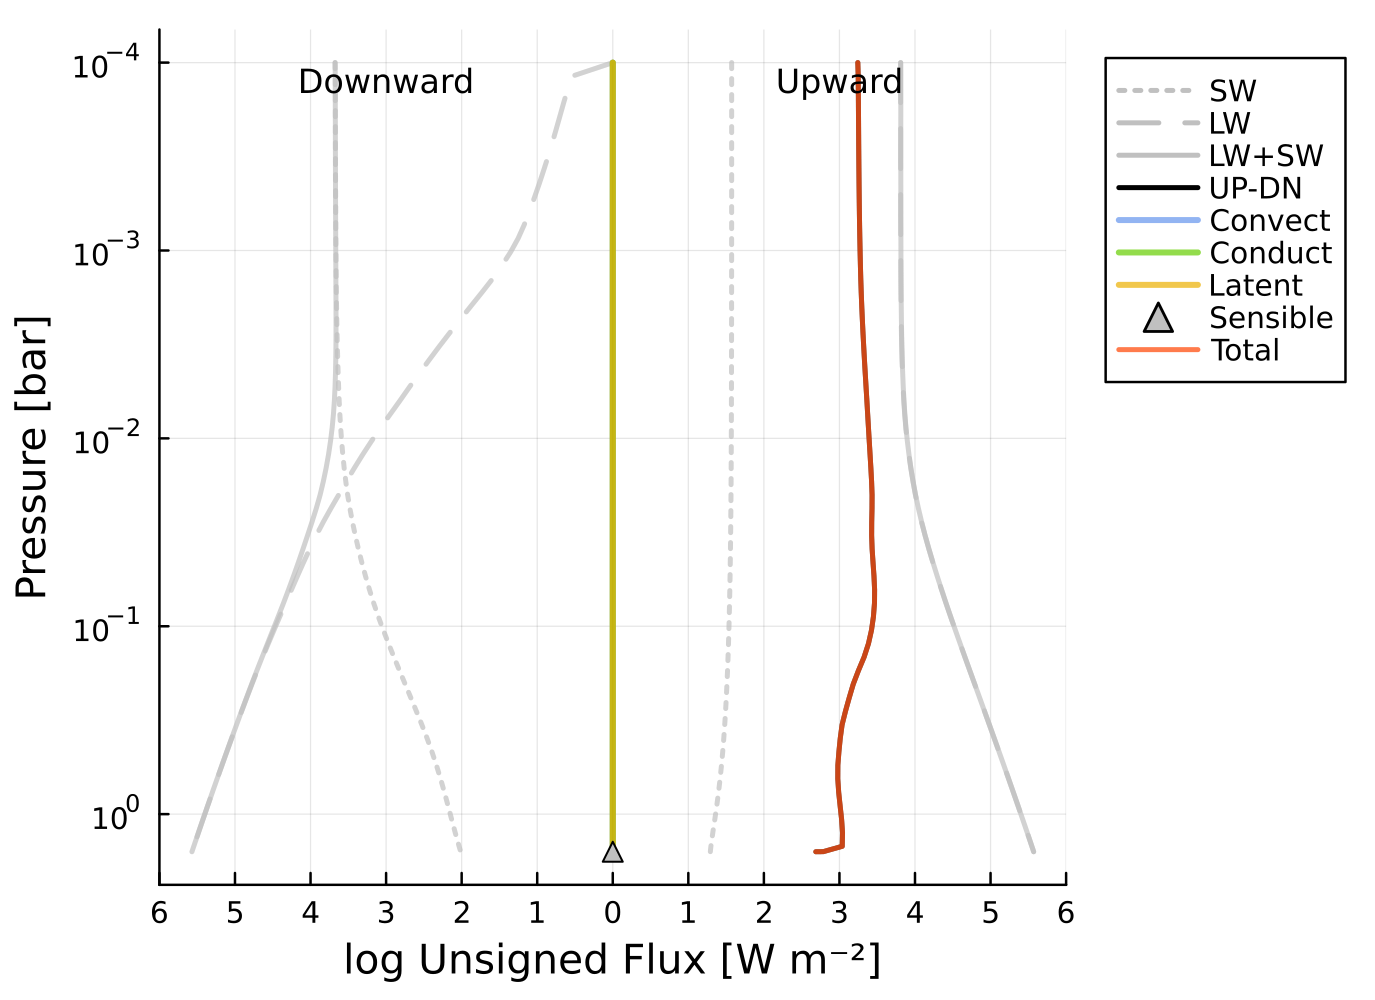 Downward
Upward
10⁻⁴
10⁻³
10⁻²
10⁻¹
10⁰
Pressure [bar]
6 5 4 3 2 1 0 1 2 3 4 5 6
log Unsigned Flux [W m⁻²]
SW
LW
LW+SW
UP-DN
Convect
Conduct
Latent
Sensible
Total